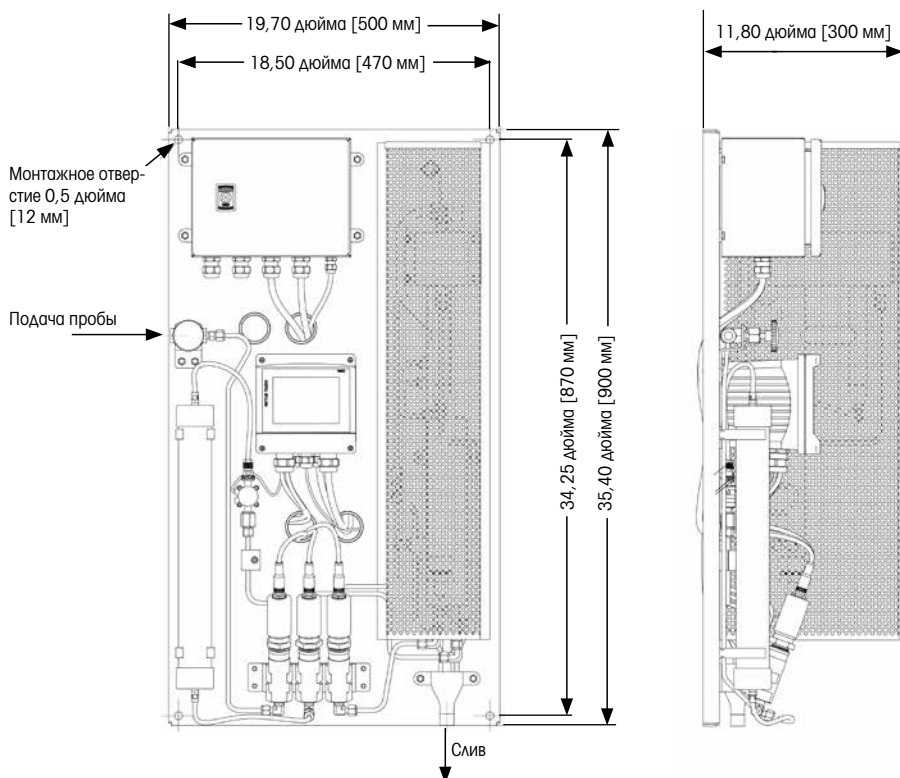 19,70 дюйма [500 мм]
18,50 дюйма [470 мм]
11,80 дюйма [300 мм]
Монтажное отвер-
стие 0,5 дюйма
[12 мм]
Подача пробы
34,25 дюйма [870 мм]
35,40 дюйма [900 мм]
Слив